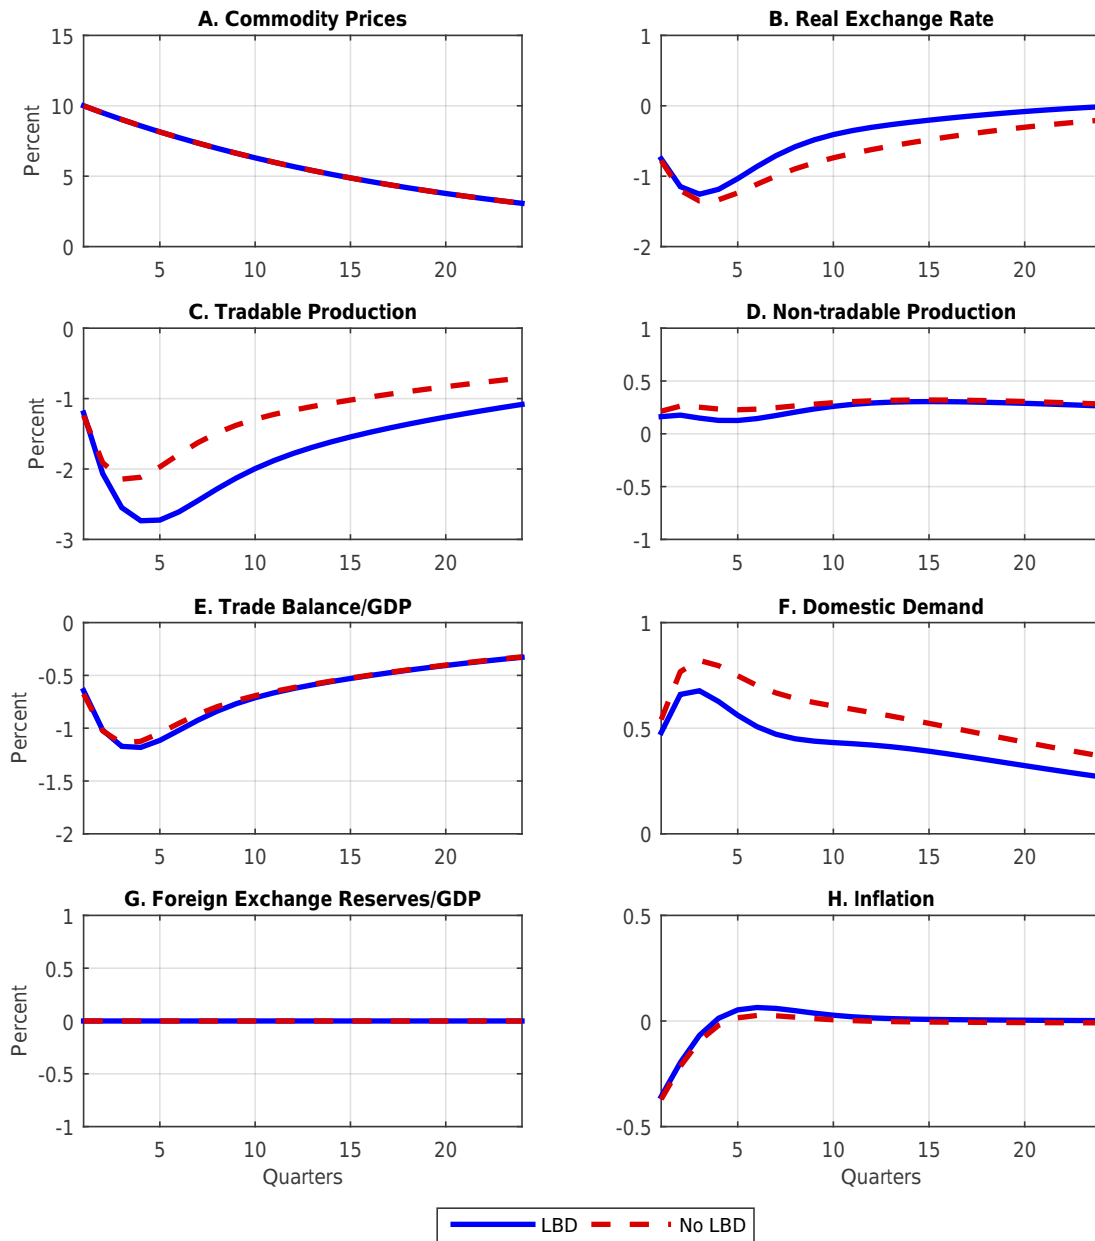 A. Commodity Prices
15
10
5
0
Percent
5 10 15 20
B. Real Exchange Rate
1
0
-1
-2
5 10 15 20
C. Tradable Production
0
-1
-2
-3
Percent
5 10 15 20
D. Non-tradable Production
1
0.5
0
-0.5
-1
5 10 15 20
E. Trade Balance/GDP
0
-0.5
-1
-1.5
-2
Percent
5 10 15 20
F. Domestic Demand
1
0.5
0
5 10 15 20
G. Foreign Exchange Reserves/GDP
1
0.5
0
-0.5
-1
Percent
5 10 15 20
Quarters
H. Inflation
0.5
0
-0.5
5 10 15 20
Quarters
LBD No LBD